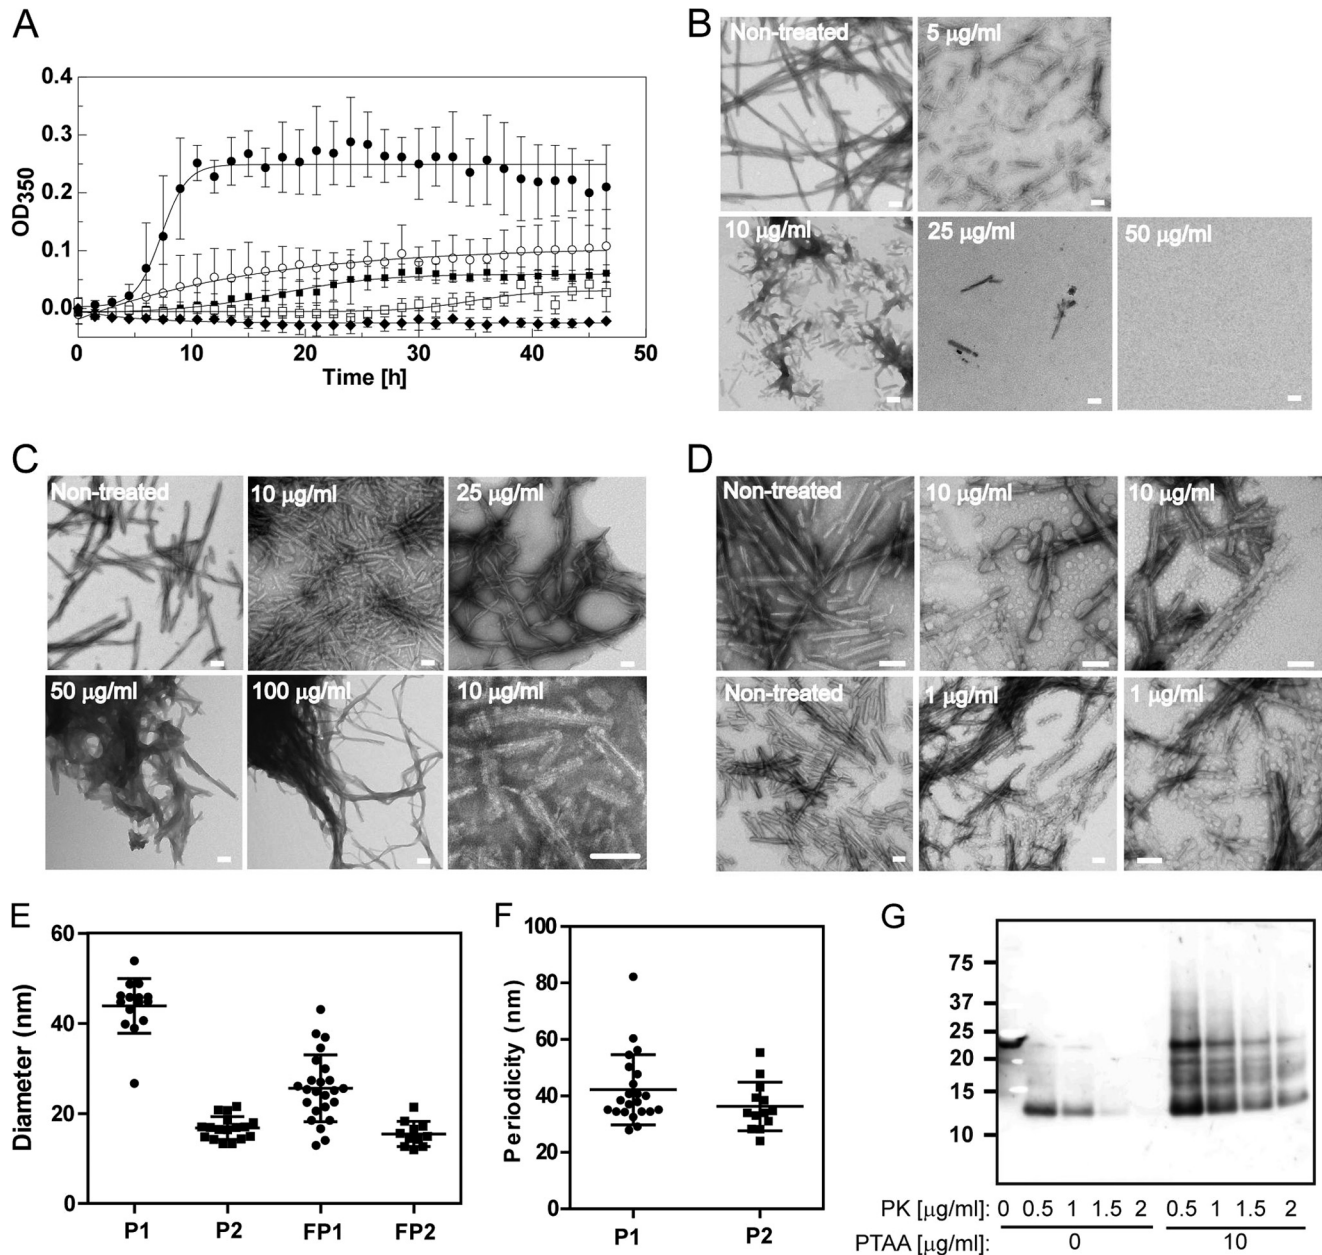 A
0.4
0.3
0.2
0.1
0.0
OD350
0 10 20 30 40 50
Time [h]
B
Non-treated
5 μg/ml
10 μg/ml
25 μg/ml
50 μg/ml
C
Non-treated
10 μg/ml
25 μg/ml
50 μg/ml
100 μg/ml
10 μg/ml
D
Non-treated
10 μg/ml
10 μg/ml
Non-treated
1 μg/ml
1 μg/ml
E
60
40
20
0
Diameter (nm)
P1 P2 FP1 FP2
F
100
80
60
40
20
0
Periodicity (nm)
P1 P2
G
75
37
25
20
15
10
PK [μg/ml]: 0 0.5 1 1.5 2 0.5 1 1.5 2
PTAA [μg/ml]: 0 10